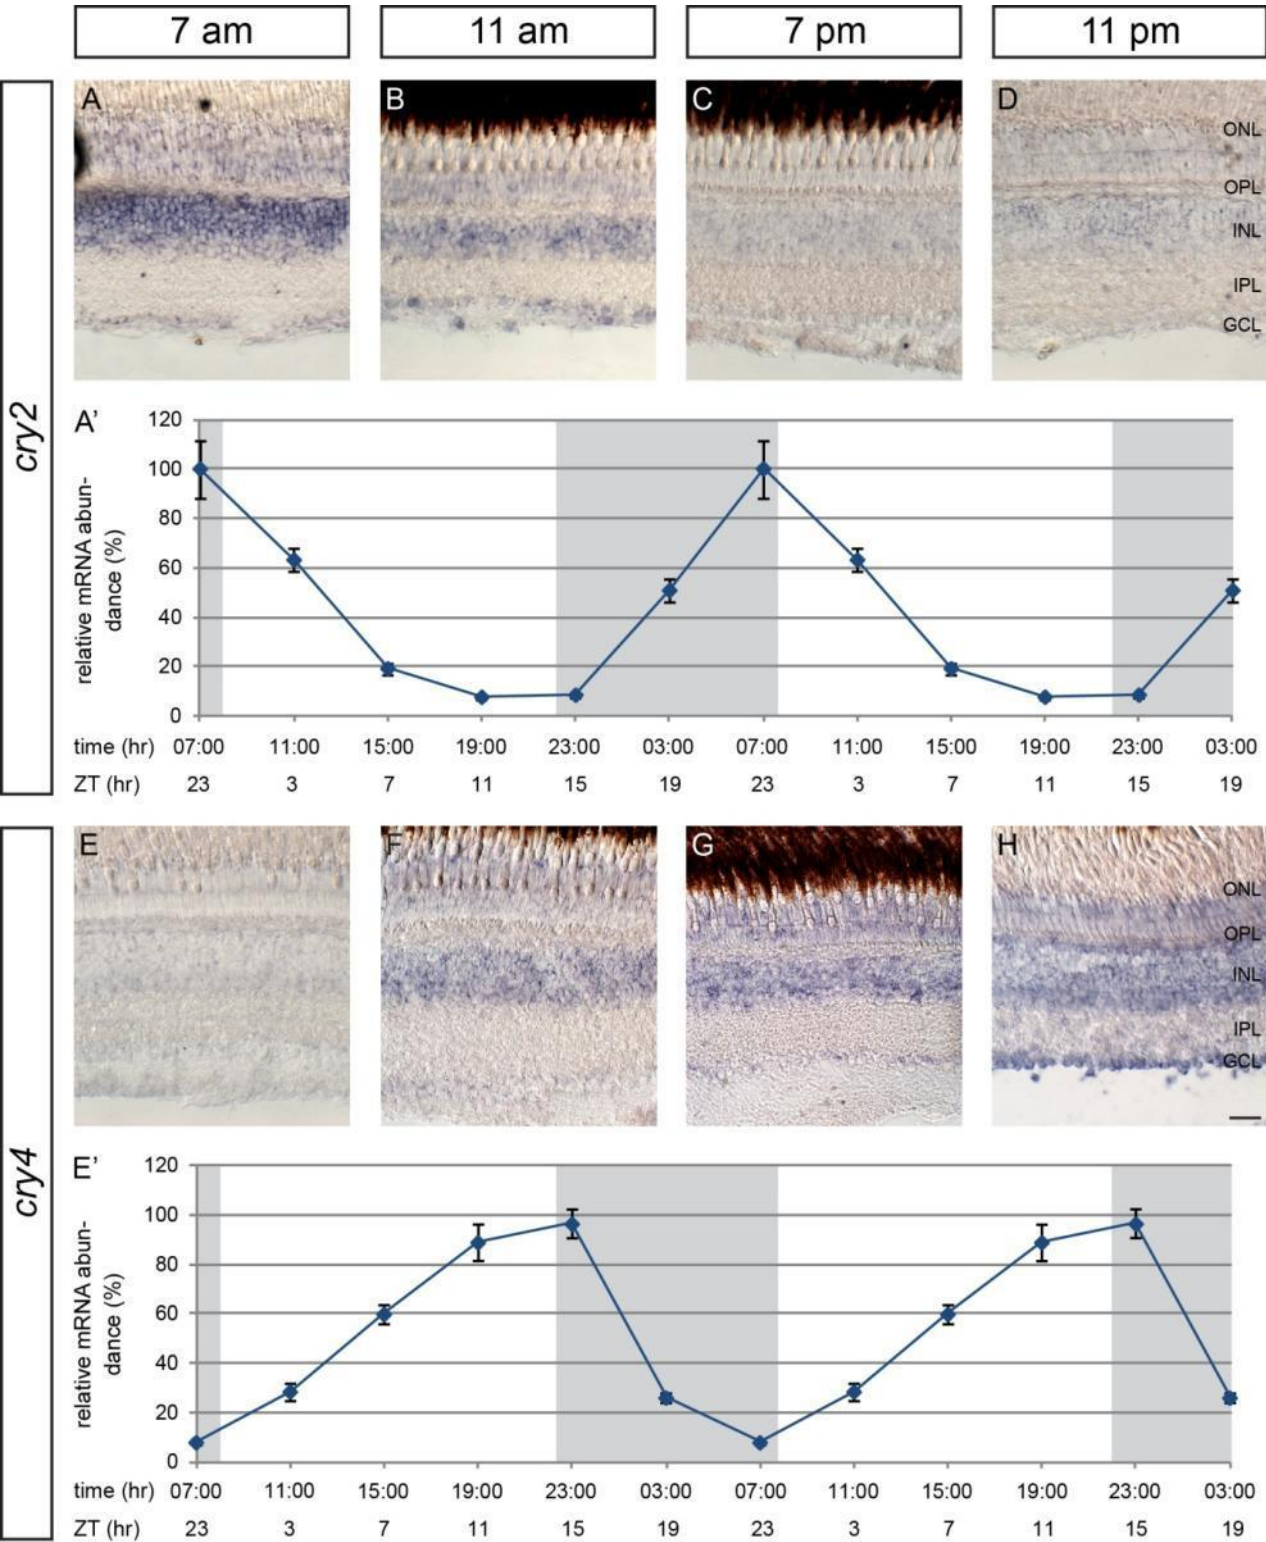 7 am 11 am 7 pm 11 pm
cry2
A B C D
ONL
OPL
INL
IPL
GCL
A’
relative mRNA abun-
dance (%)
120
100
80
60
40
20
0
time (hr) 07:00 11:00 15:00 19:00 23:00 03:00 07:00 11:00 15:00 19:00 23:00 03:00
ZT (hr) 23 3 7 11 15 19 23 3 7 11 15 19
cry4
E F G H
ONL
OPL
INL
IPL
GCL
E’
relative mRNA abun-
dance (%)
120
100
80
60
40
20
0
time (hr) 07:00 11:00 15:00 19:00 23:00 03:00 07:00 11:00 15:00 19:00 23:00 03:00
ZT (hr) 23 3 7 11 15 19 23 3 7 11 15 19